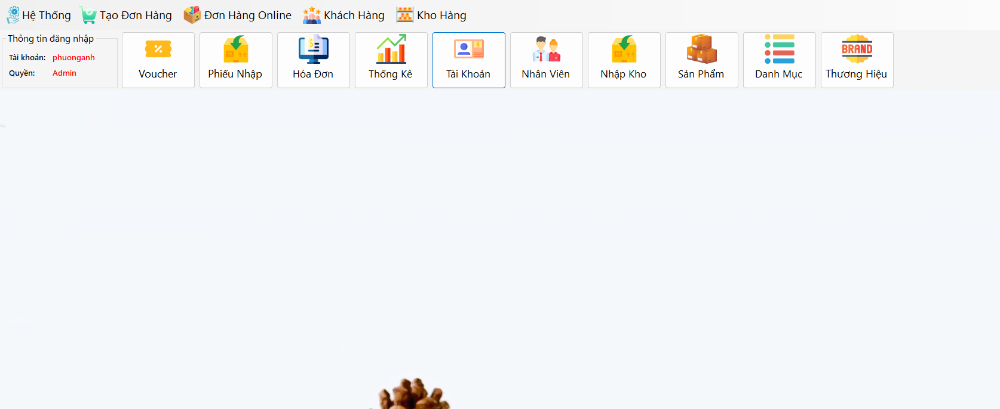 Hệ Thống
Tạo Đơn Hàng
Đơn Hàng Online
Khách Hàng
Kho Hàng
Thông tin đăng nhập
Tài khoản: phuonganh
Quyền: Admin
Voucher
Phiếu Nhập
Hóa Đơn
Thống Kê
Tài Khoản
Nhân Viên
Nhập Kho
Sản Phẩm
Danh Mục
BRAND
Thương Hiệu